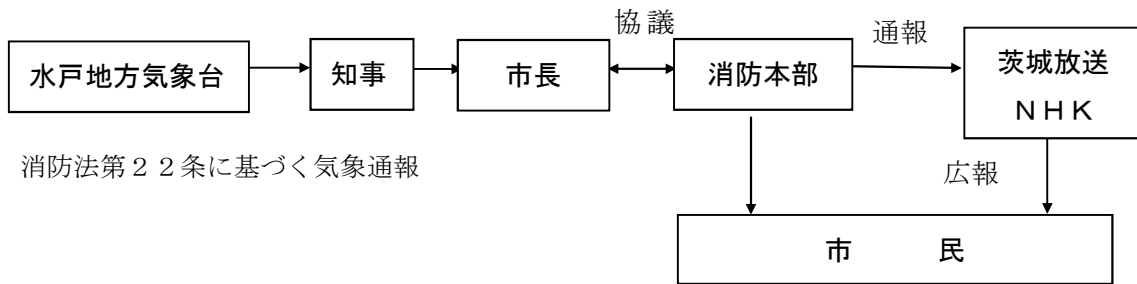 協議
通報
水戸地方気象台
知事
市長
消防本部
茨城放送
ＮＨＫ
消防法第２２条に基づく気象通報
広報
市　　　民